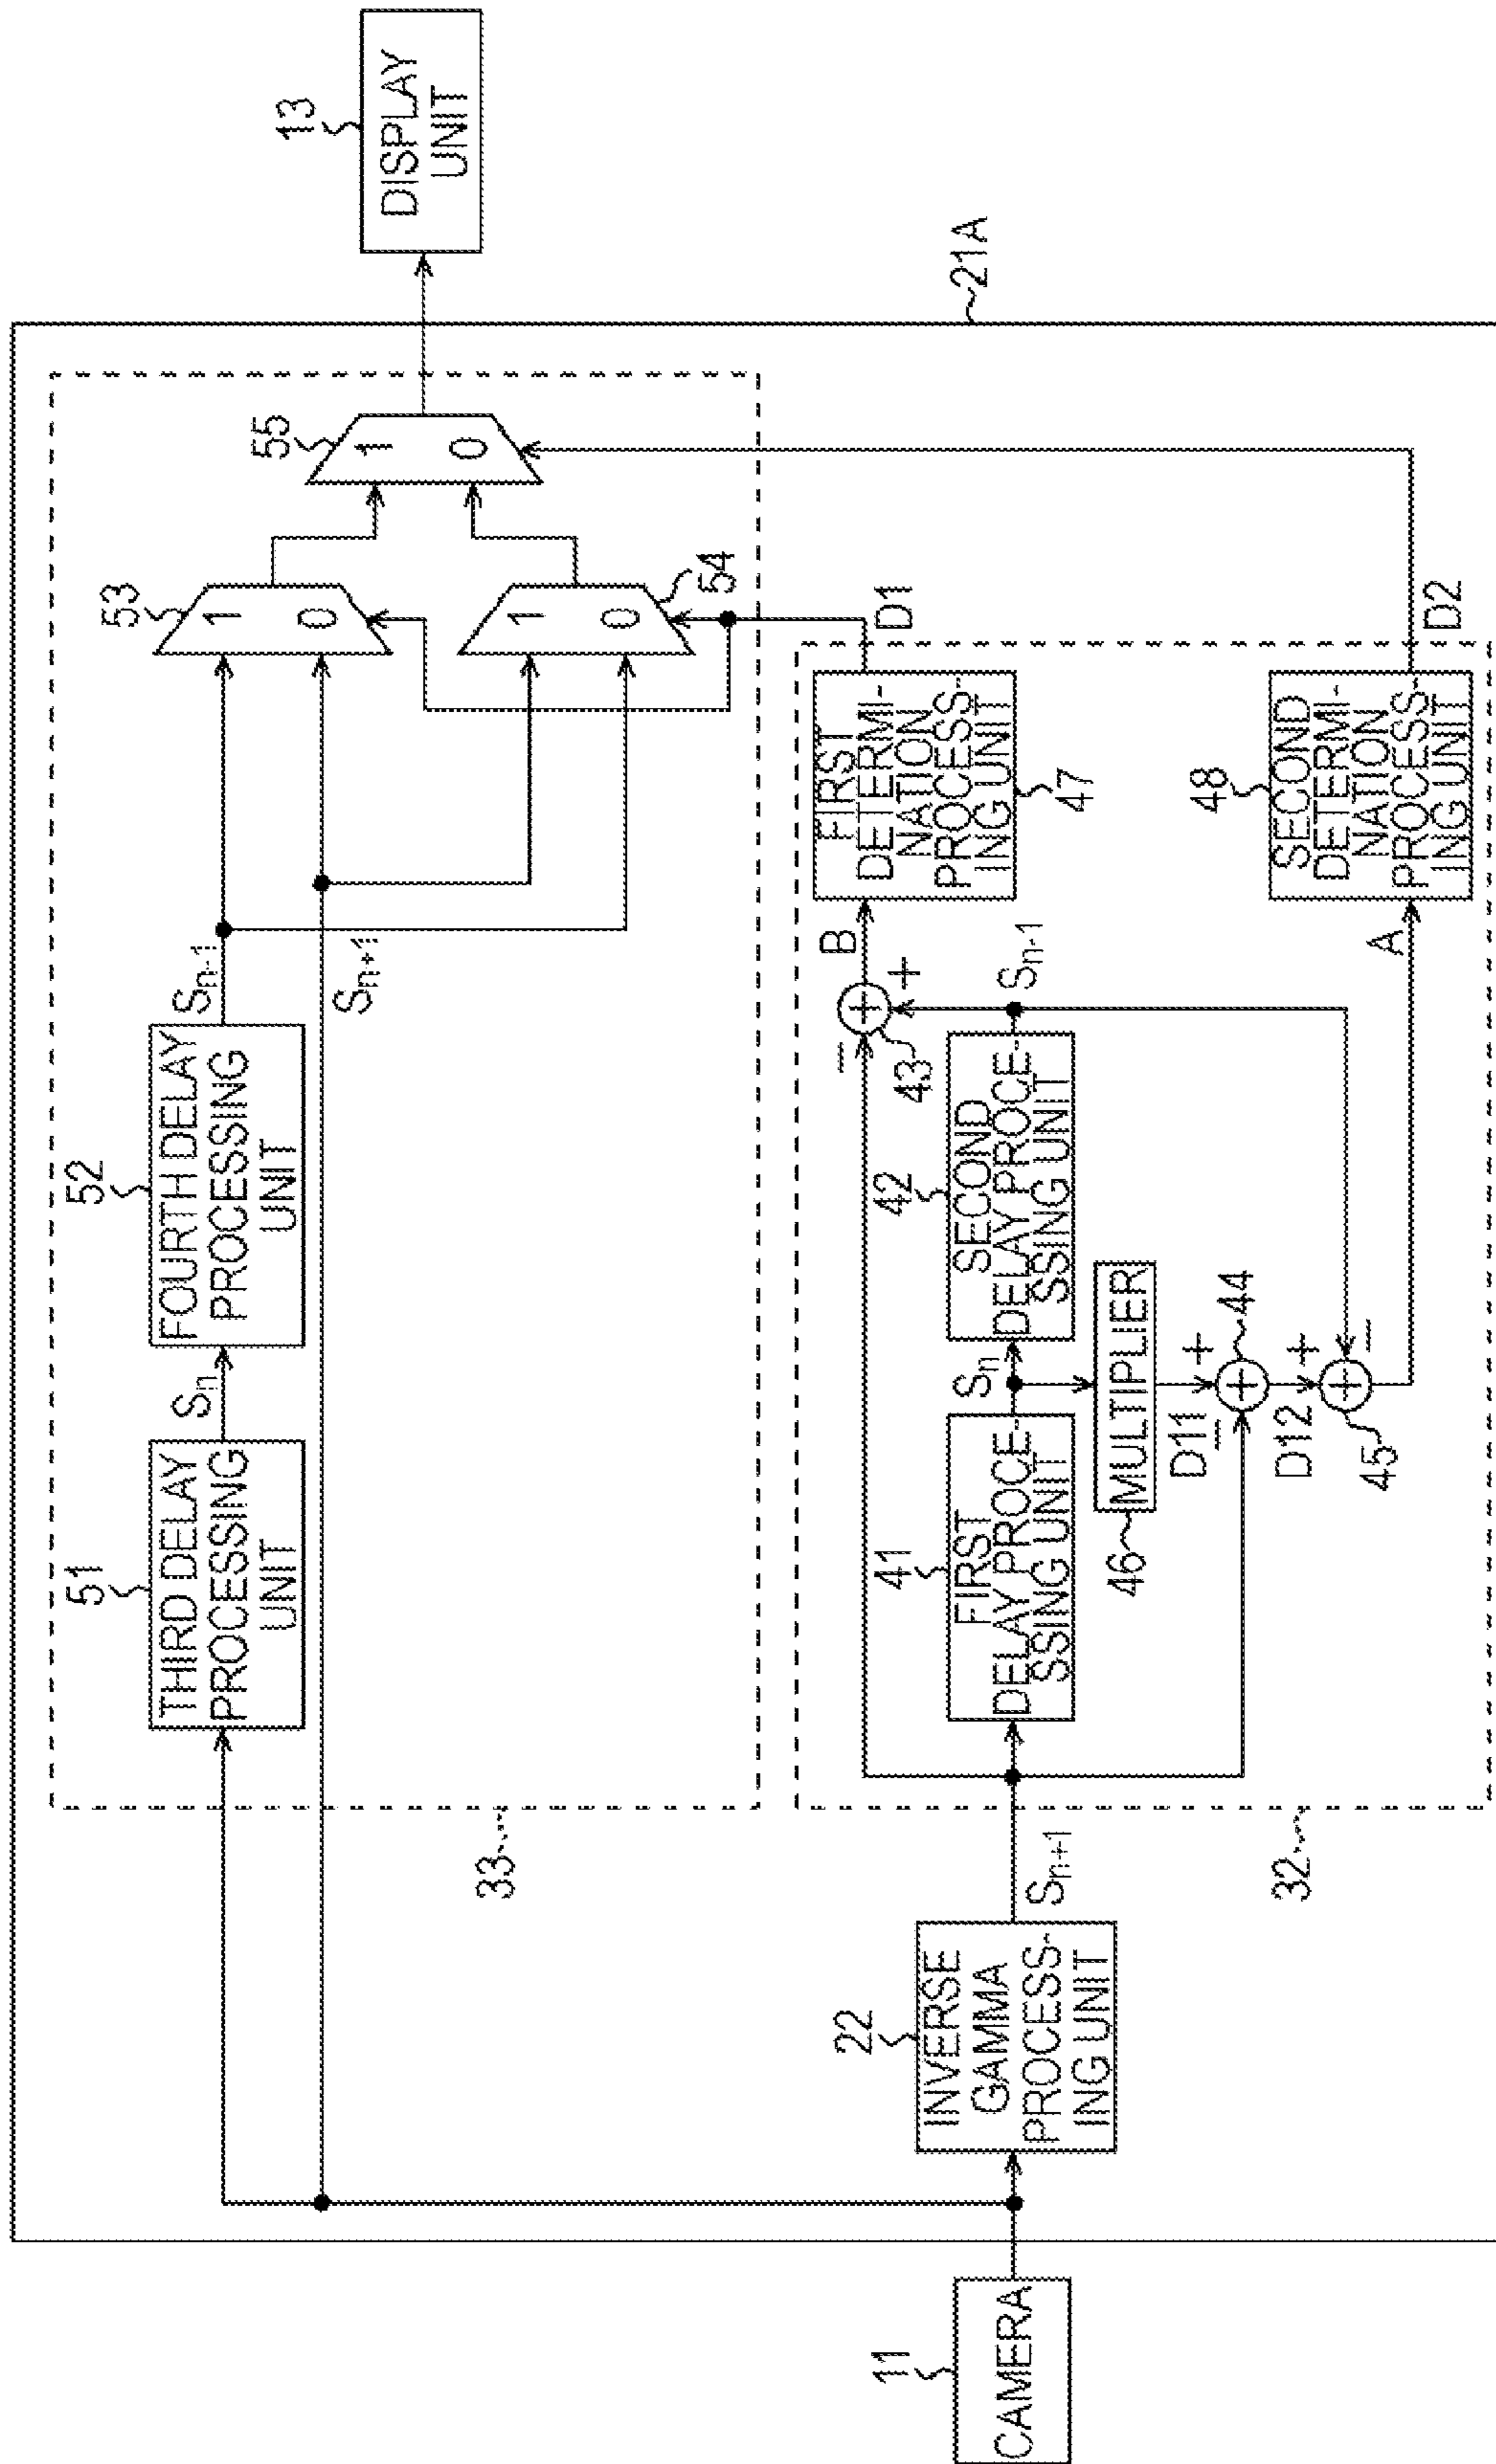 11
CAMERA
22
INVERSE
GAMMA
PROCESS-
ING UNIT
Sn+1
33
51
THIRD DELAY
PROCESSING
UNIT
Sn
52
FOURTH DELAY
PROCESSING
UNIT
Sn-1
Sn+1
53
1
0
54
1
0
55
1
0
13
DISPLAY
UNIT
21A
32
41
FIRST
DELAY PROCE-
SSING UNIT
Sn
42
SECOND
DELAY PROCE-
SSING UNIT
Sn-1
43
+
−
+
B
46
MULTIPLIER
D11
+
−
+
44
D12
+
−
+
45
A
FIRST
DETERMI-
NATION
PROCESS-
ING UNIT
47
D1
48
SECOND
DETERMI-
NATION
PROCESS-
ING UNIT
D2